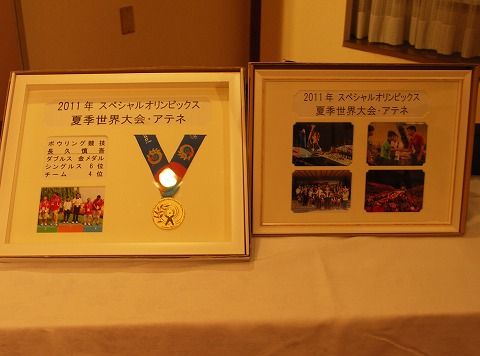 2011年 スペシャルオリンピックス
夏季世界大会・アテネ
ボウリング競技
長久慎吾
ダブルス 金メダル
シングルス 6位
チーム 4位
2011年 スペシャルオリンピックス
夏季世界大会・アテネ